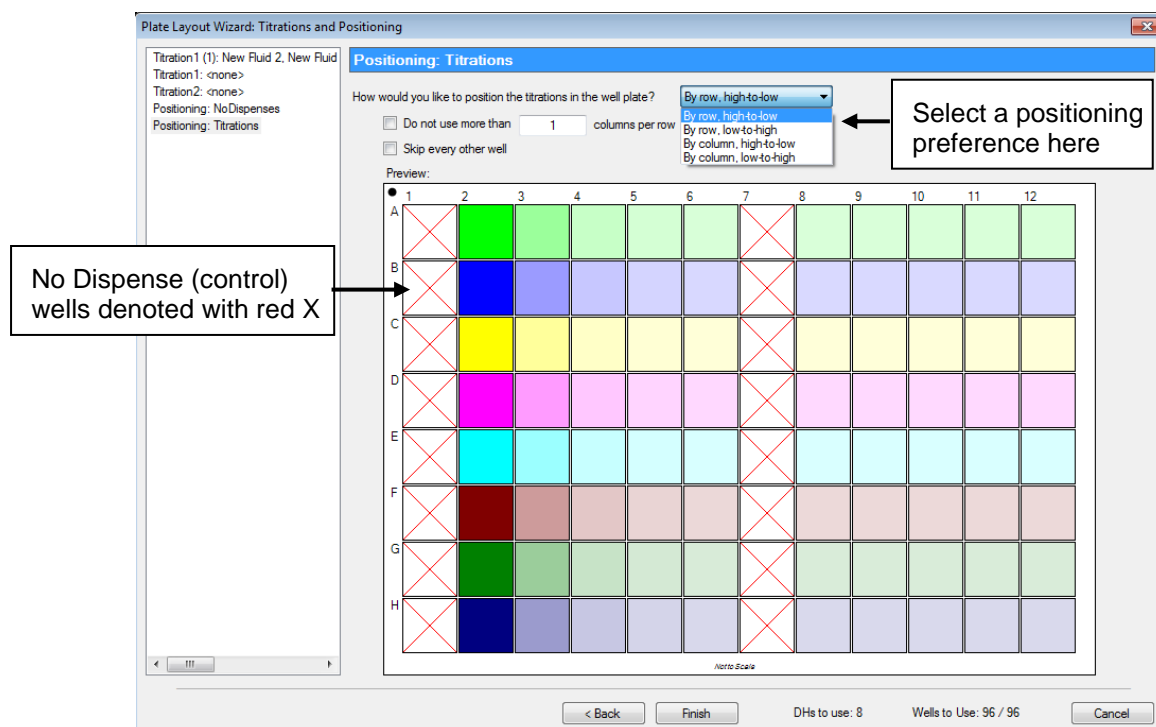 Plate Layout Wizard: Titrations and Positioning
Titration1 (1): New Fluid 2, New Fluid
Titration1: <none>
Titration2: <none>
Positioning: NoDispenses
Positioning: Titrations
Positioning: Titrations
How would you like to position the titrations in the well plate?
By row, high-to-low
By row, high-to-low
By row, low-to-high
By column, high-to-low
By column, low-to-high
Do not use more than 1 columns per row
Skip every other well
Select a positioning
preference here
Preview:
1 2 3 4 5 6 7 8 9 10 11 12
A
B
C
D
E
F
G
H
No Dispense (control)
wells denoted with red X
Not to Scale
< Back
Finish
DHs to use: 8
Wells to Use: 96 / 96
Cancel